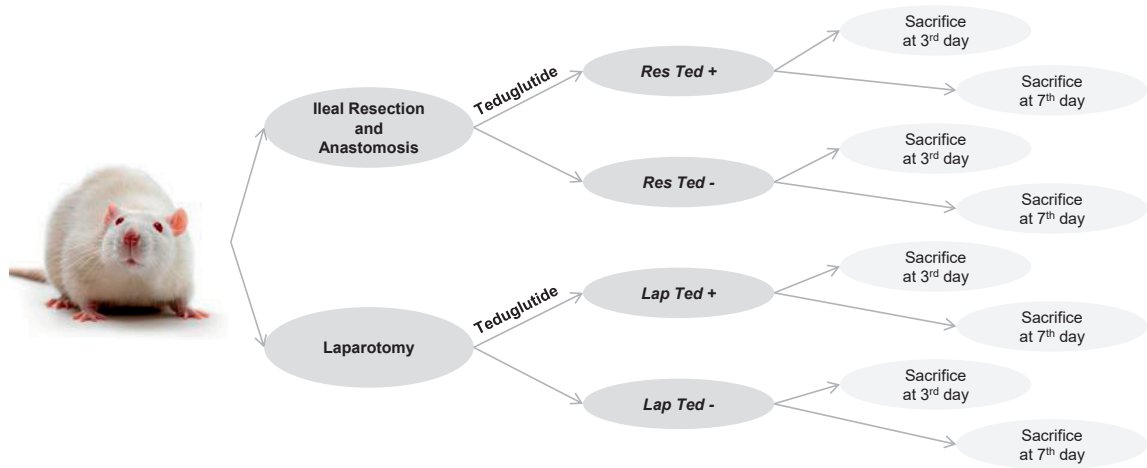 Ileal Resection
and
Anastomosis
Teduglutide
Res Ted +
Sacrifice
at 3rd day
Sacrifice
at 7th day
Res Ted -
Sacrifice
at 3rd day
Sacrifice
at 7th day
Laparotomy
Teduglutide
Lap Ted +
Sacrifice
at 3rd day
Sacrifice
at 7th day
Lap Ted -
Sacrifice
at 3rd day
Sacrifice
at 7th day